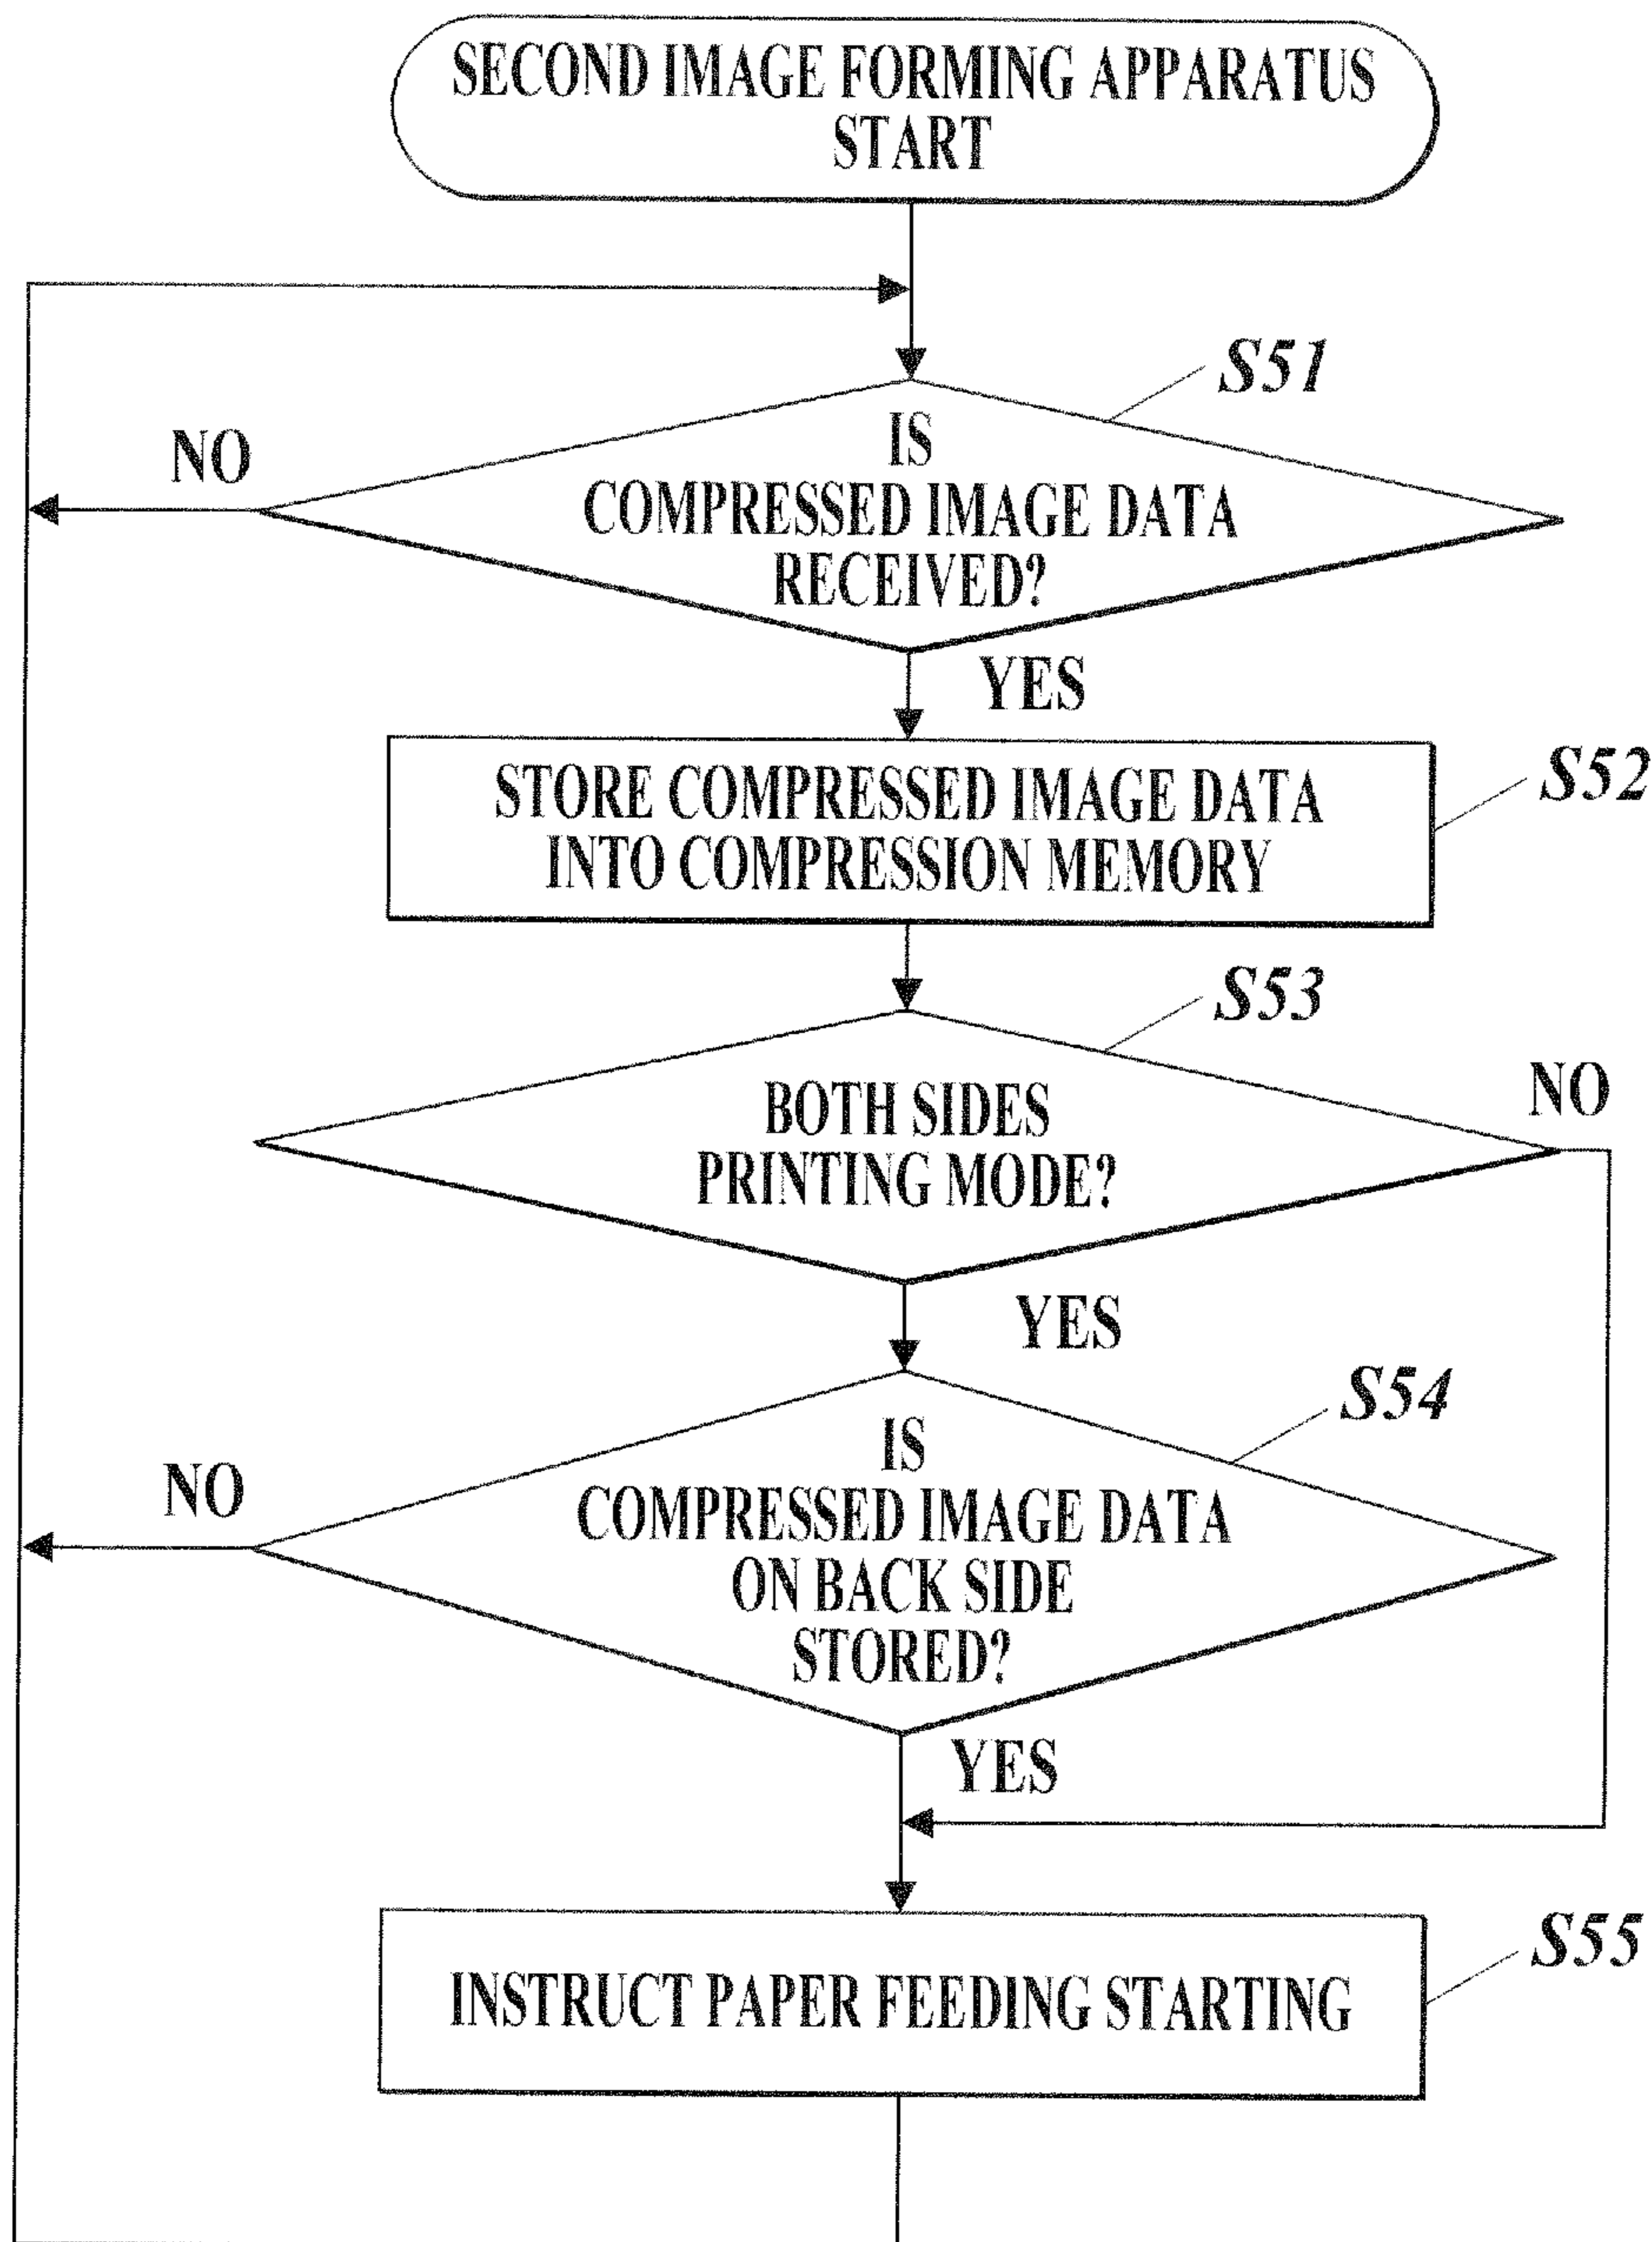 SECOND IMAGE FORMING APPARATUS
START
S51
NO
IS
COMPRESSED IMAGE DATA
RECEIVED?
YES
STORE COMPRESSED IMAGE DATA
INTO COMPRESSION MEMORY
S52
S53
BOTH SIDES
PRINTING MODE?
NO
YES
S54
NO
IS
COMPRESSED IMAGE DATA
ON BACK SIDE
STORED?
YES
INSTRUCT PAPER FEEDING STARTING
S55